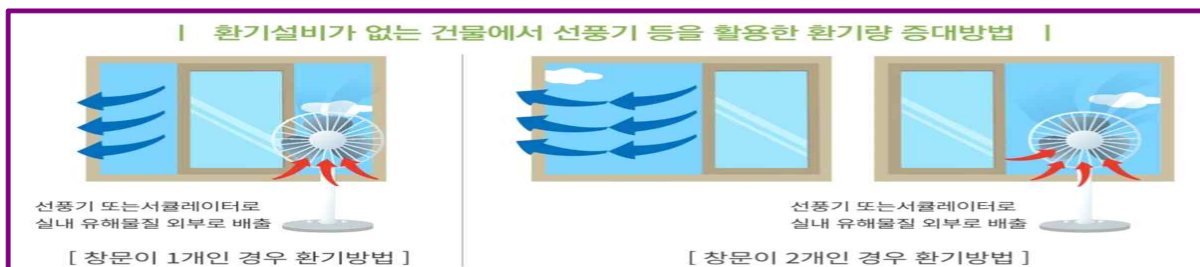 | 환기설비가 없는 건물에서 선풍기 등을 활용한 환기량 증대방법 |
선풍기 또는서큘레이터로
실내 유해물질 외부로 배출
[ 창문이 1개인 경우 환기방법 ]
선풍기 또는서큘레이터로
실내 유해물질 외부로 배출
[ 창문이 2개인 경우 환기방법 ]